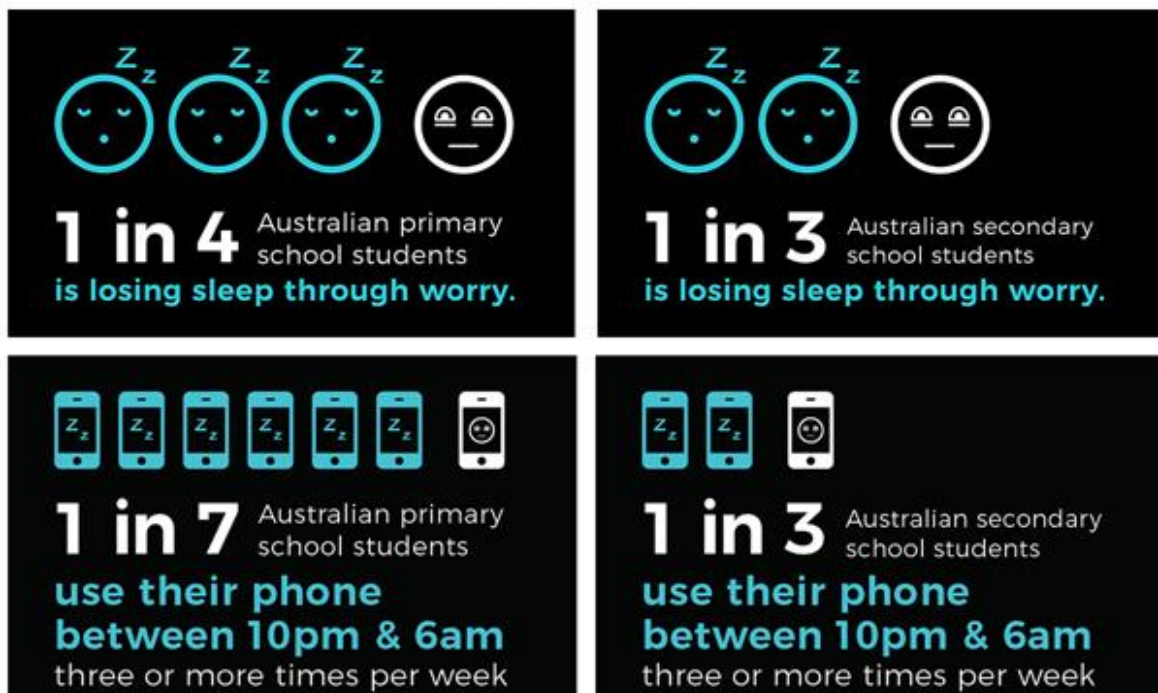 Z z Z z Z z
1 in 4 Australian primary
school students
is losing sleep through worry.
Z z Z z
1 in 3 Australian secondary
school students
is losing sleep through worry.
Z z Z z Z z Z z Z z Z z
1 in 7 Australian primary
school students
use their phone
between 10pm & 6am
three or more times per week
Z z Z z
1 in 3 Australian secondary
school students
use their phone
between 10pm & 6am
three or more times per week